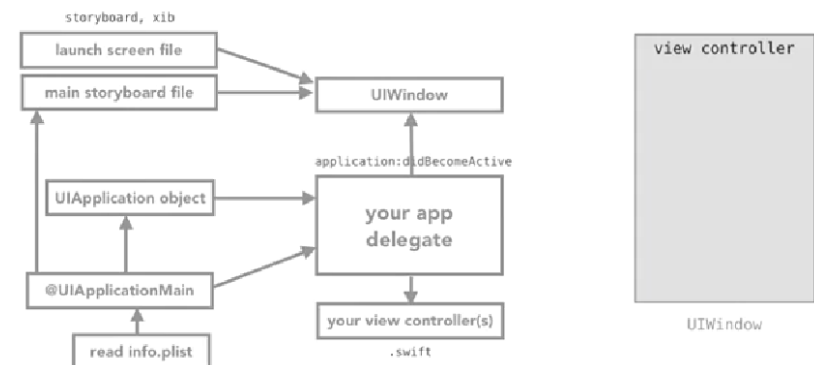 storyboard, xib
launch screen file
main storyboard file
UIWindow
application:didBecomeActive
UIApplication object
your app
delegate
@UIApplicationMain
your view controller(s)
read info.plist
.swift
view controller
UIWindow